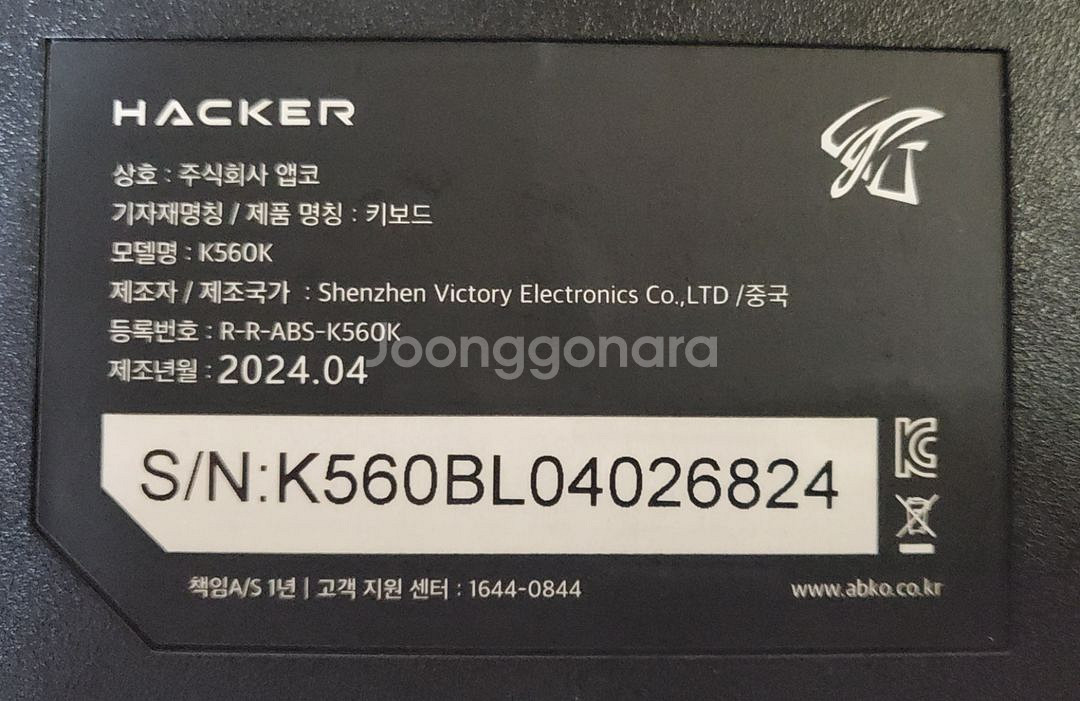 HACKER
상호 : 주식회사 앱코
기자재명칭 / 제품 명칭 : 키보드
모델명 : K560K
제조자 / 제조국가 : Shenzhen Victory Electronics Co.,LTD /중국
등록번호 : R-R-ABS-K560K
제조년월 : 2024.04
Joonggonara
S/N:K560BL04026824
책임A/S 1년 | 고객 지원 센터 : 1644-0844
www.abko.co.kr